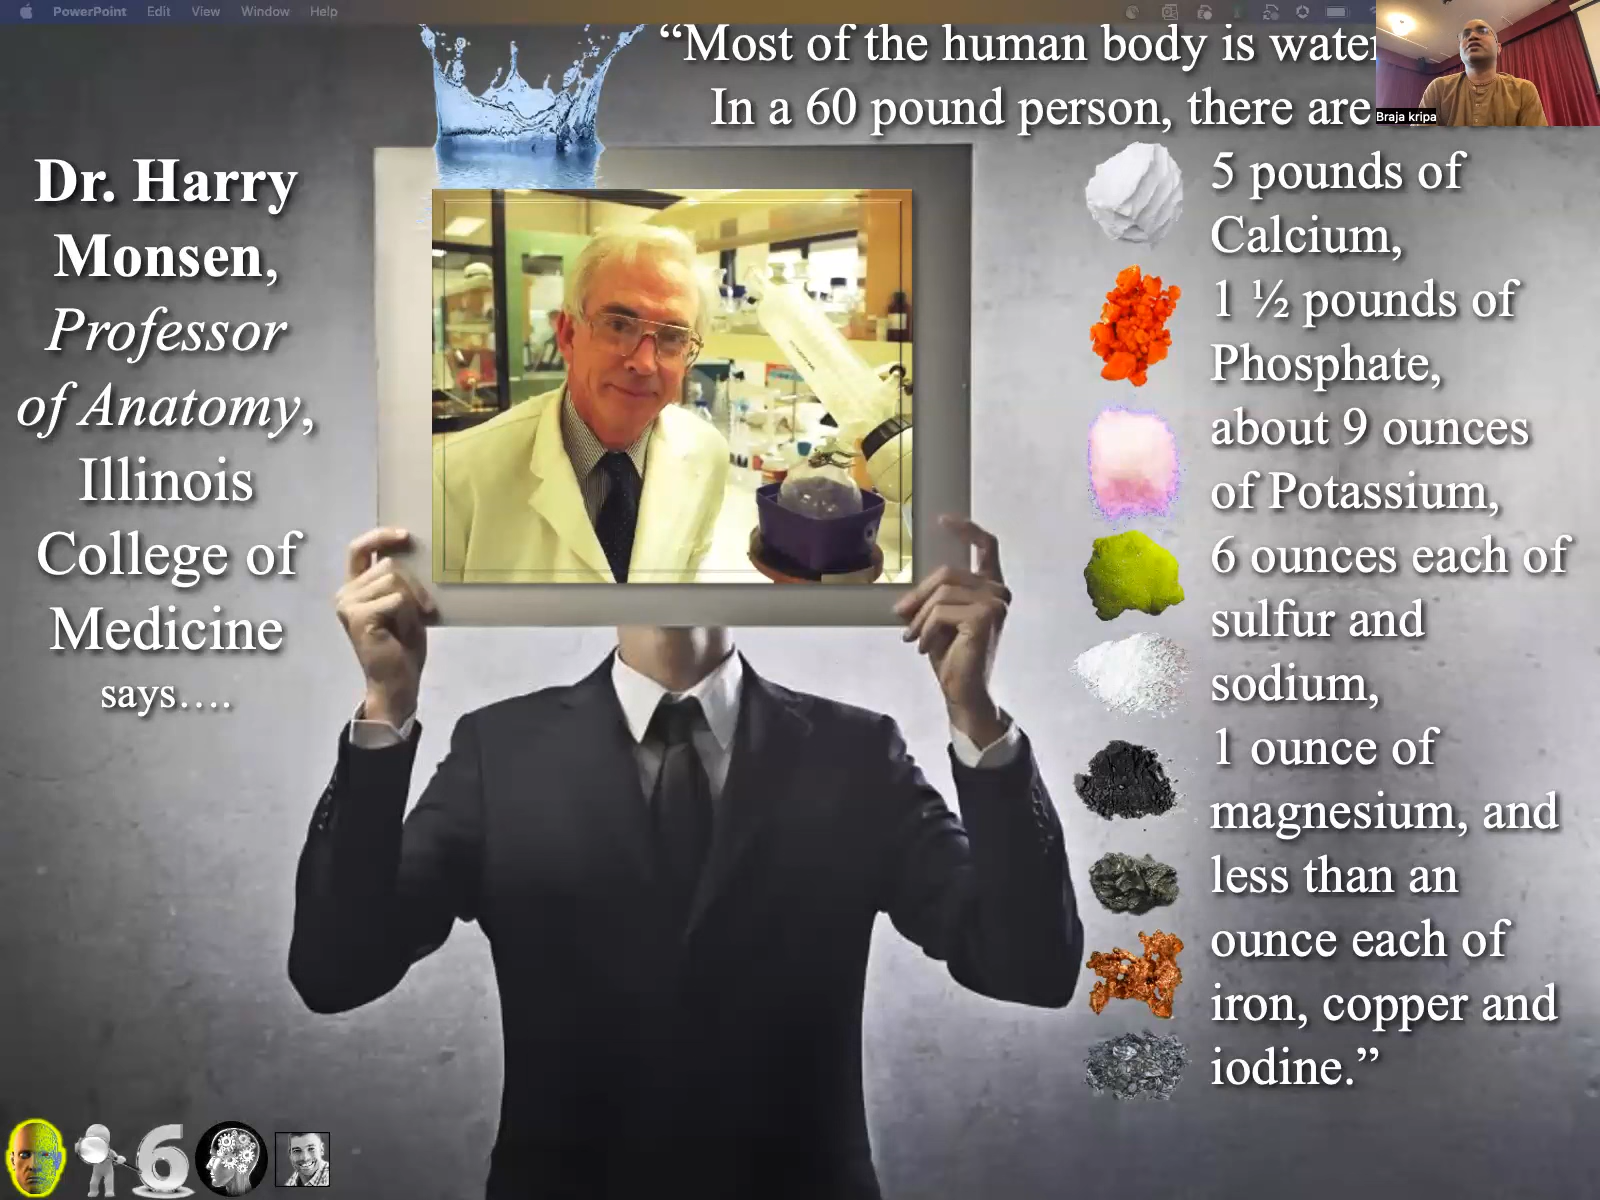 PowerPoint Edit View Window Help
“Most of the human body is water
In a 60 pound person, there are
Braja kripa
Dr. Harry
Monsen,
Professor
of Anatomy,
Illinois
College of
Medicine
says….
5 pounds of
Calcium,
1 ½ pounds of
Phosphate,
about 9 ounces
of Potassium,
6 ounces each of
sulfur and
sodium,
1 ounce of
magnesium, and
less than an
ounce each of
iron, copper and
iodine.”
6